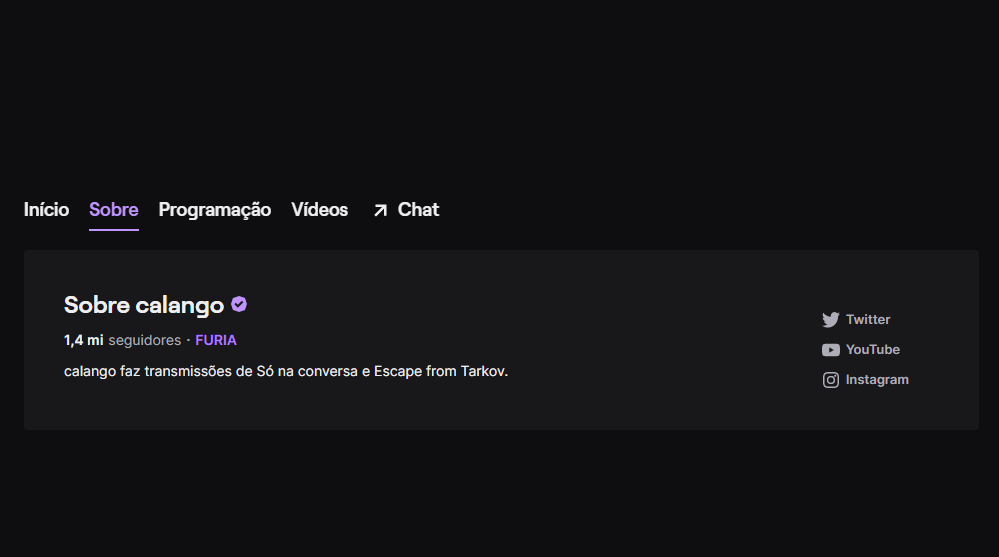 Início Sobre Programação Vídeos Chat
Sobre calango
1,4 mi seguidores · FURIA
calango faz transmissões de Só na conversa e Escape from Tarkov.
Twitter
YouTube
Instagram